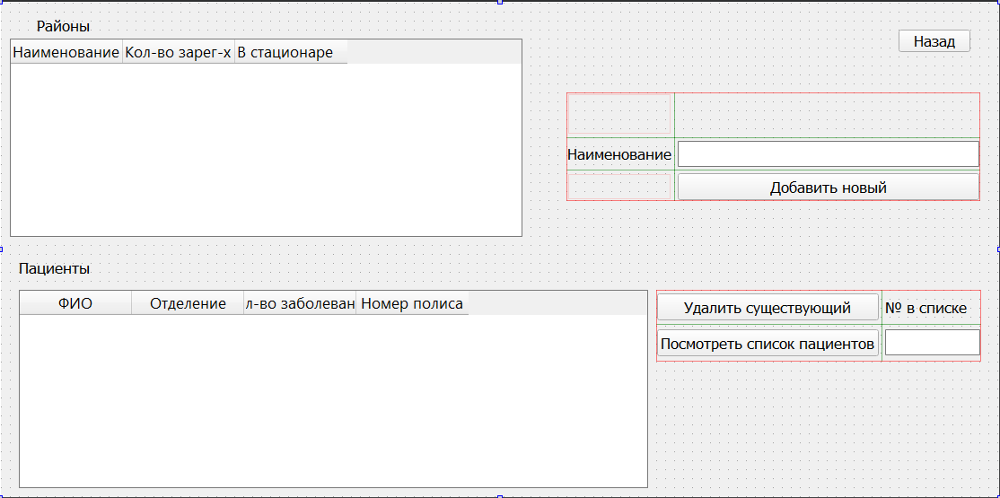 Районы
Назад
Наименование Кол-во зарег-х В стационаре
Наименование
Добавить новый
Пациенты
ФИО Отделение л-во заболеван Номер полиса
Удалить существующий № в списке
Посмотреть список пациентов